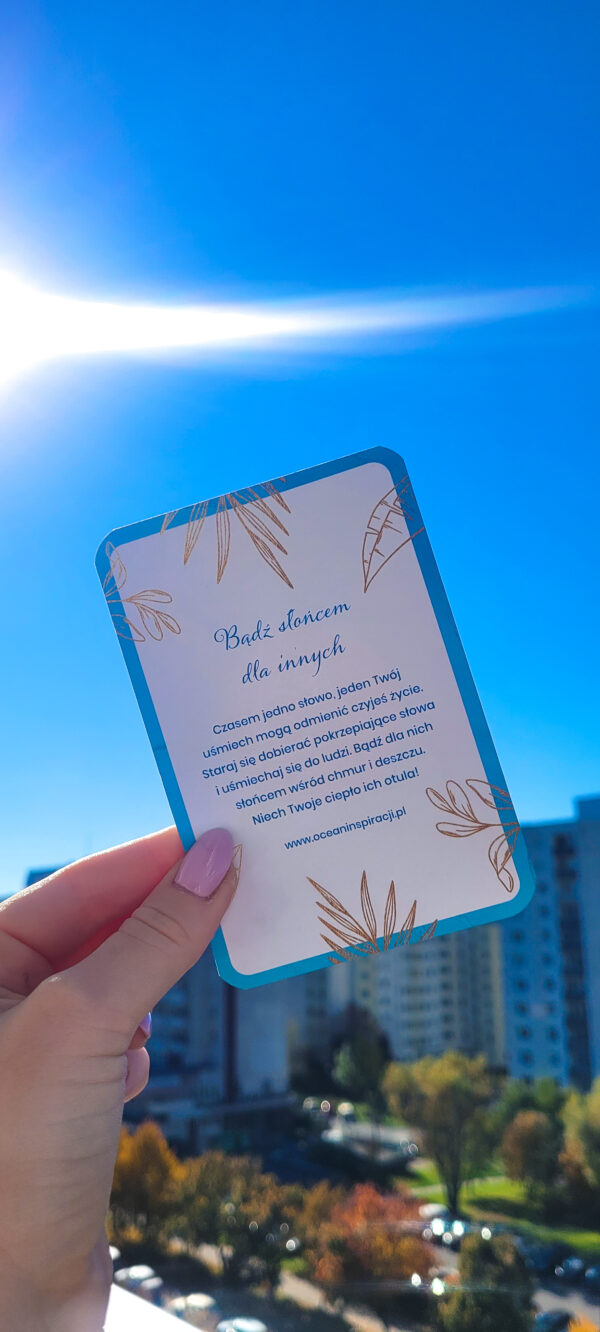 Bądź słońcem
dla innych
Czasem jedno słowo, jeden Twój
uśmiech mogą odmienić czyjeś życie.
Staraj się dobierać pokrzepiające słowa
i uśmiechaj się do ludzi. Bądź dla nich
słońcem wśród chmur i deszczu.
Niech Twoje ciepło ich otula!
www.oceaninspiracji.pl